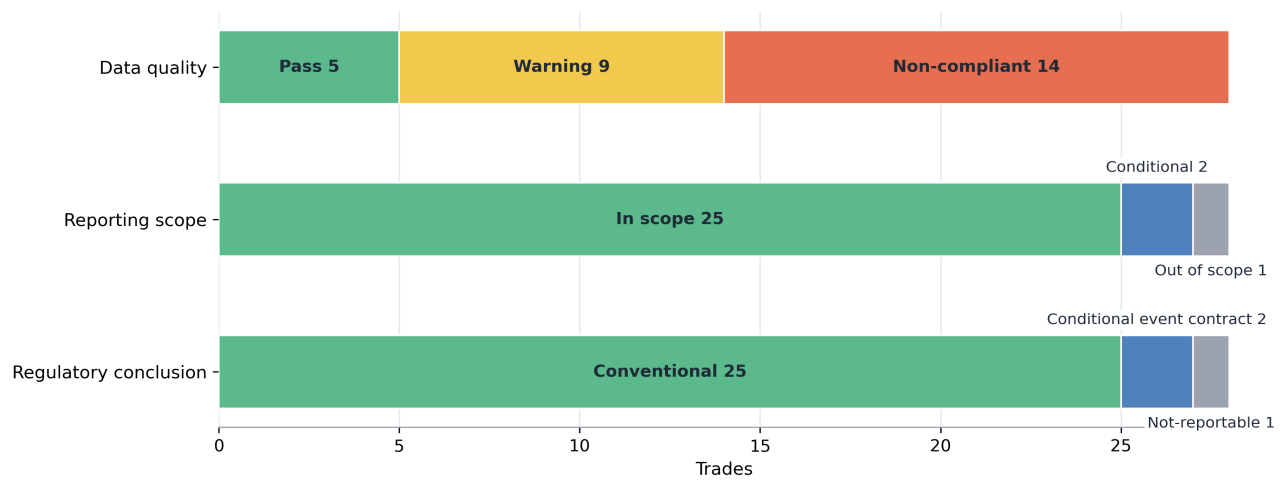 Data quality
Pass 5
Warning 9
Non-compliant 14
Conditional 2
Reporting scope
In scope 25
Out of scope 1
Conditional event contract 2
Regulatory conclusion
Conventional 25
Not-reportable 1
0 5 10 15 20 25
Trades